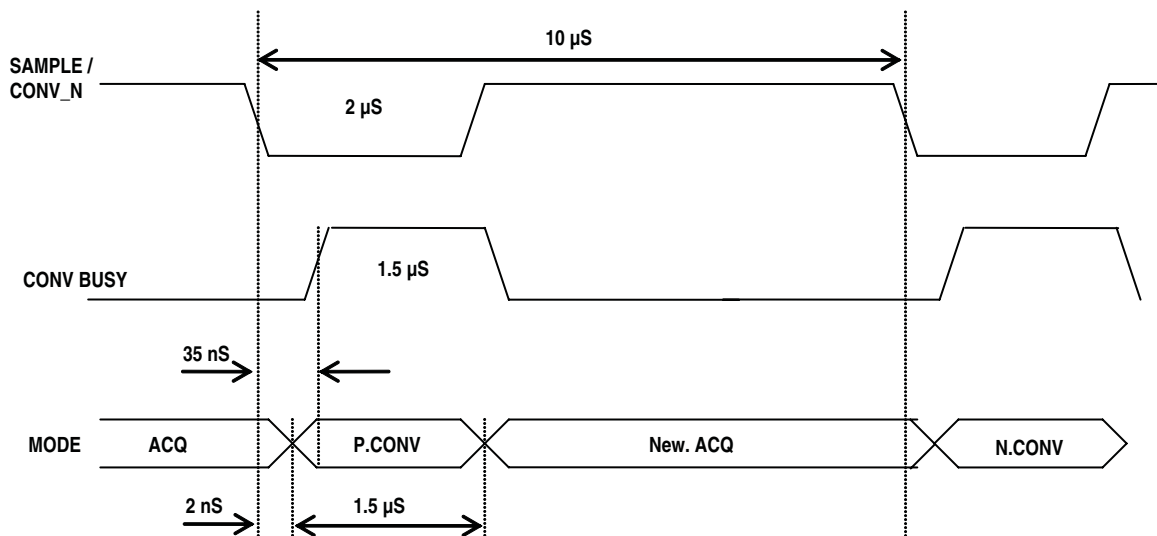 10 µS
SAMPLE /
CONV_N
2 µS
CONV BUSY
1.5 µS
35 nS
MODE
ACQ
P.CONV
New. ACQ
N.CONV
2 nS
1.5 µS